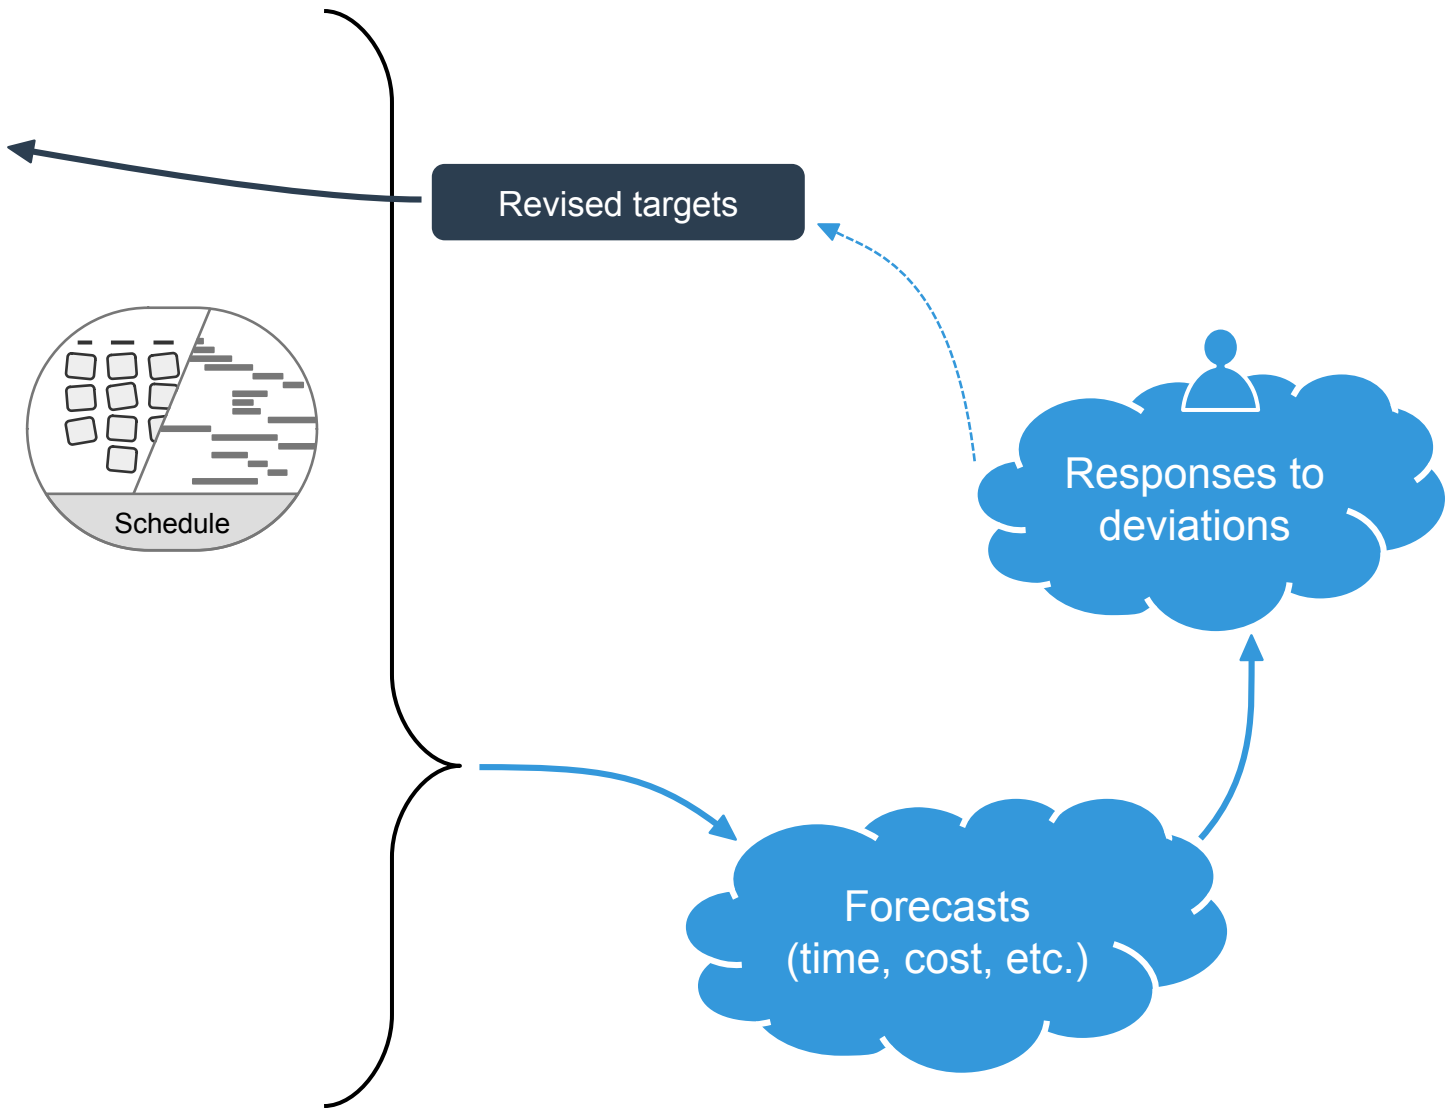 Revised targets
Schedule
Responses to
deviations
Forecasts
(time, cost, etc.)